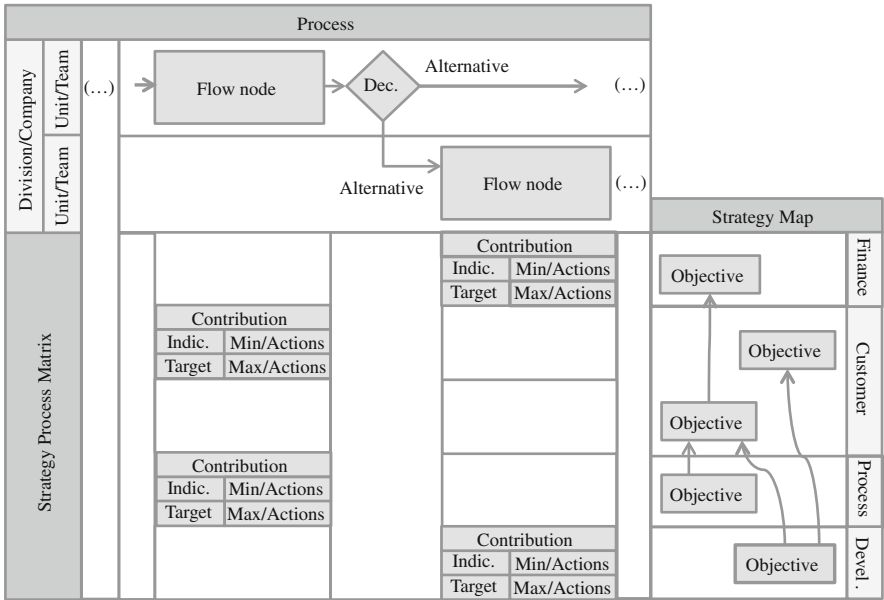 Process
Division/Company
Unit/Team
(...)
Flow node
Dec.
Alternative
(...)
Unit/Team
Alternative
Flow node
(...)
Strategy Map
Strategy Process Matrix
Contribution
Indic. Min/Actions
Target Max/Actions
Objective
Finance
Contribution
Indic. Min/Actions
Target Max/Actions
Objective
Customer
Objective
Contribution
Indic. Min/Actions
Target Max/Actions
Objective
Process
Contribution
Indic. Min/Actions
Target Max/Actions
Objective
Devel.